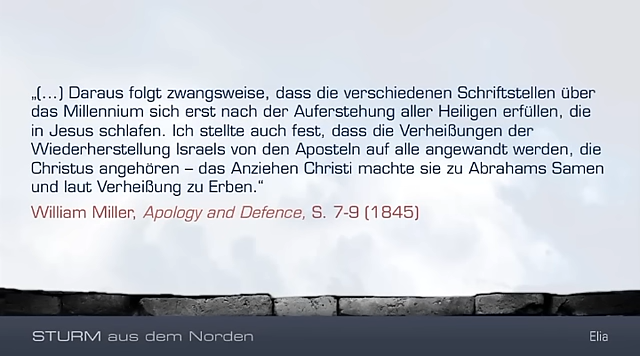 „(...) Daraus folgt zwangsweise, dass die verschiedenen Schriftstellen über
das Millennium sich erst nach der Auferstehung aller Heiligen erfüllen, die
in Jesus schlafen. Ich stellte auch fest, dass die Verheißungen der
Wiederherstellung Israels von den Aposteln auf alle angewandt werden, die
Christus angehören – das Anziehen Christi machte sie zu Abrahams Samen
und laut Verheißung zu Erben.“
William Miller, Apology and Defence, S. 7-9 (1845)
STURM aus dem Norden
Elia